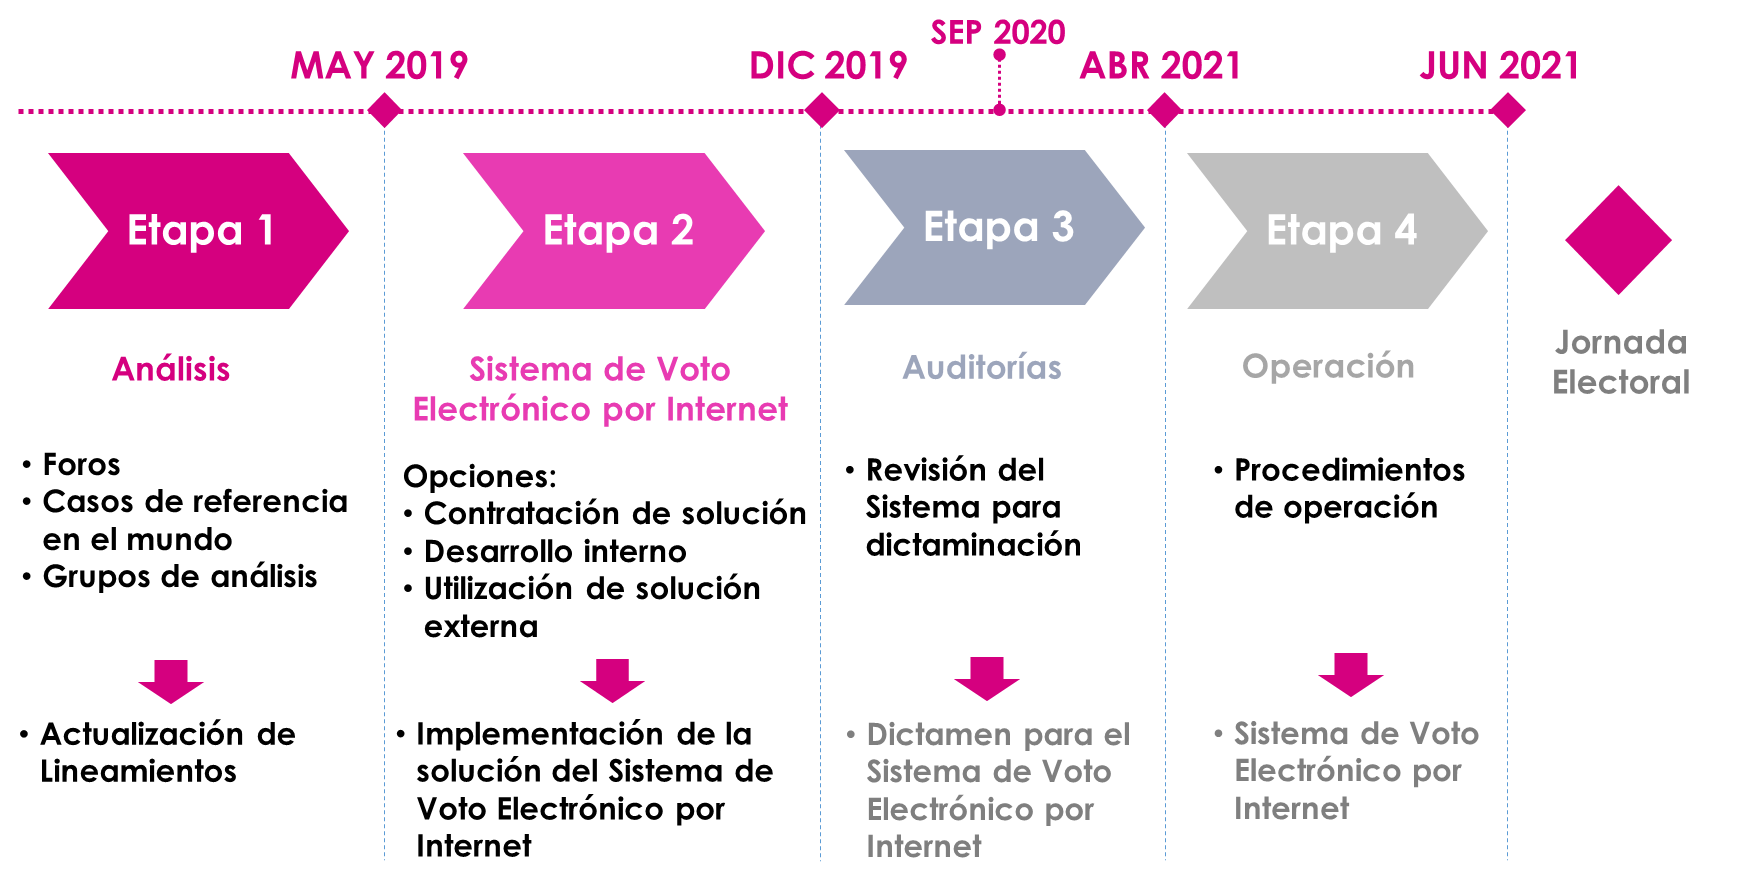 SEP 2020
MAY 2019
DIC 2019
ABR 2021
JUN 2021
Etapa 1
Análisis
• Foros
• Casos de referencia
en el mundo
• Grupos de análisis
• Actualización de
Lineamientos
Etapa 2
Sistema de Voto
Electrónico por Internet
Opciones:
• Contratación de solución
• Desarrollo interno
• Utilización de solución
externa
• Implementación de la
solución del Sistema de
Voto Electrónico por
Internet
Etapa 3
Auditorías
• Revisión del
Sistema para
dictaminación
• Dictamen para el
Sistema de Voto
Electrónico por
Internet
Etapa 4
Operación
• Procedimientos
de operación
• Sistema de Voto
Electrónico por
Internet
Jornada
Electoral